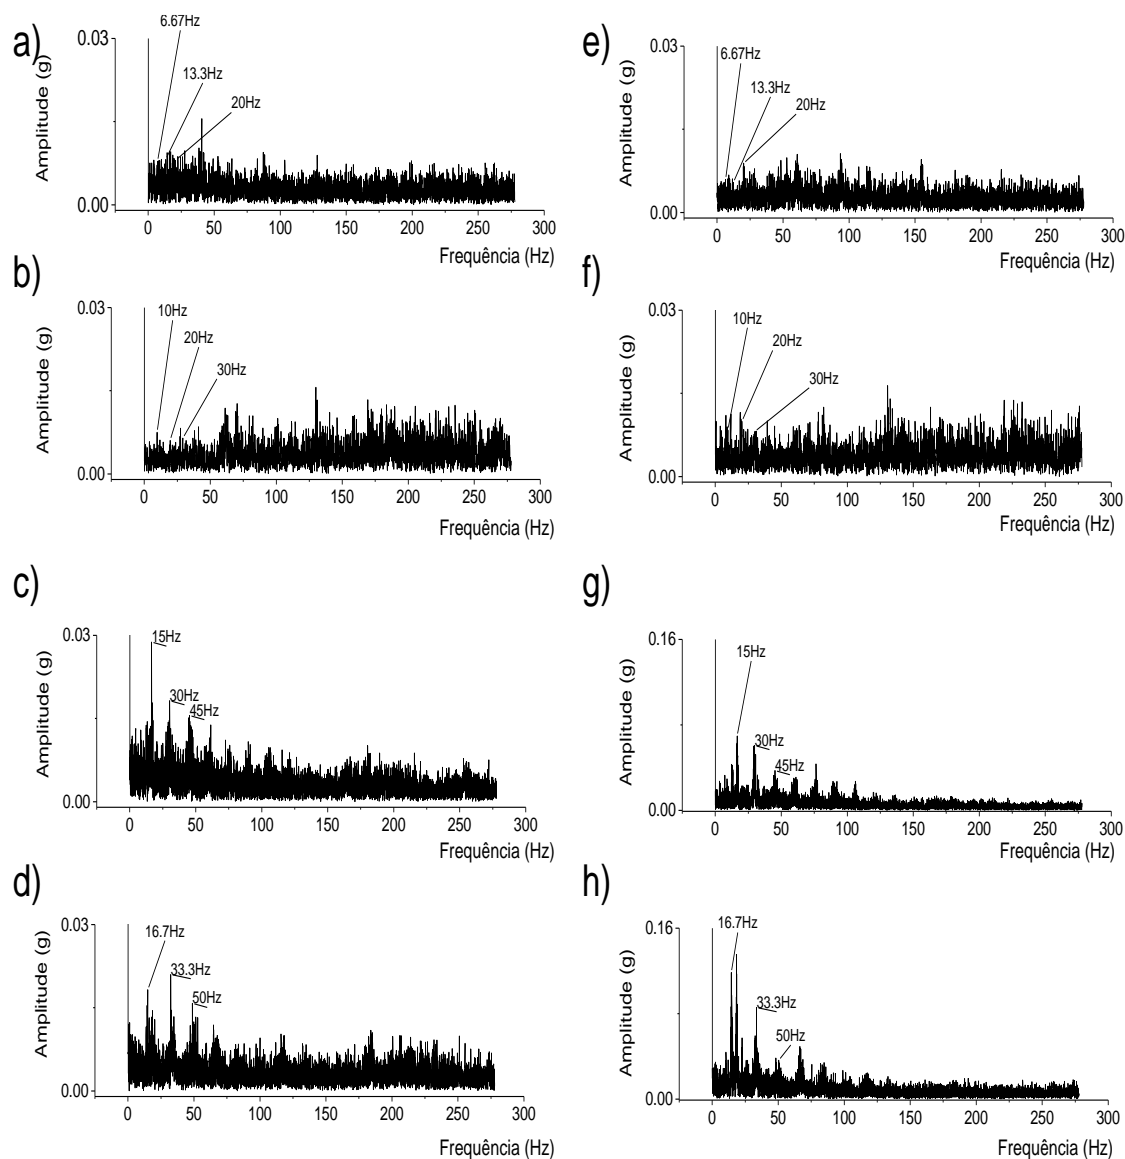 a)
Amplitude (g)
0.03
0.00
6.67Hz
13.3Hz
20Hz
0 50 100 150 200 250 300
Frequência (Hz)
e)
Amplitude (g)
0.03
0.00
6.67Hz
13.3Hz
20Hz
0 50 100 150 200 250 300
Frequência (Hz)
b)
Amplitude (g)
0.03
0.00
10Hz
20Hz
30Hz
0 50 100 150 200 250 300
Frequência (Hz)
f)
Amplitude (g)
0.03
0.00
10Hz
20Hz
30Hz
0 50 100 150 200 250 300
Frequência (Hz)
c)
Amplitude (g)
0.03
0.00
15Hz
30Hz
45Hz
0 50 100 150 200 250 300
Frequência (Hz)
g)
Amplitude (g)
0.16
0.00
15Hz
30Hz
45Hz
0 50 100 150 200 250 300
Frequência (Hz)
d)
Amplitude (g)
0.03
0.00
16.7Hz
33.3Hz
50Hz
0 50 100 150 200 250 300
Frequência (Hz)
h)
Amplitude (g)
0.16
0.00
16.7Hz
33.3Hz
50Hz
0 50 100 150 200 250 300
Frequência (Hz)